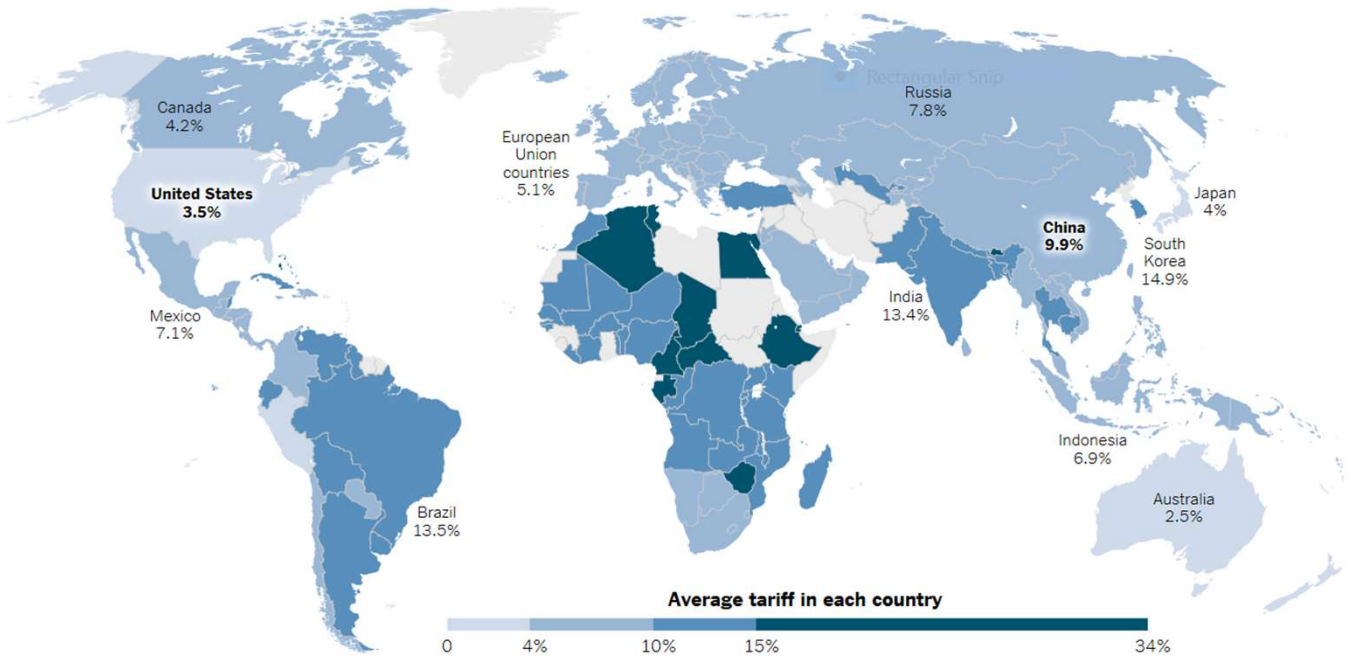 Rectangular Snip
Canada
4.2%
Russia
7.8%
European
Union
countries
5.1%
United States
3.5%
Japan
4%
China
9.9%
South
Korea
14.9%
India
13.4%
Mexico
7.1%
Indonesia
6.9%
Brazil
13.5%
Australia
2.5%
Average tariff in each country
0 4% 10% 15% 34%